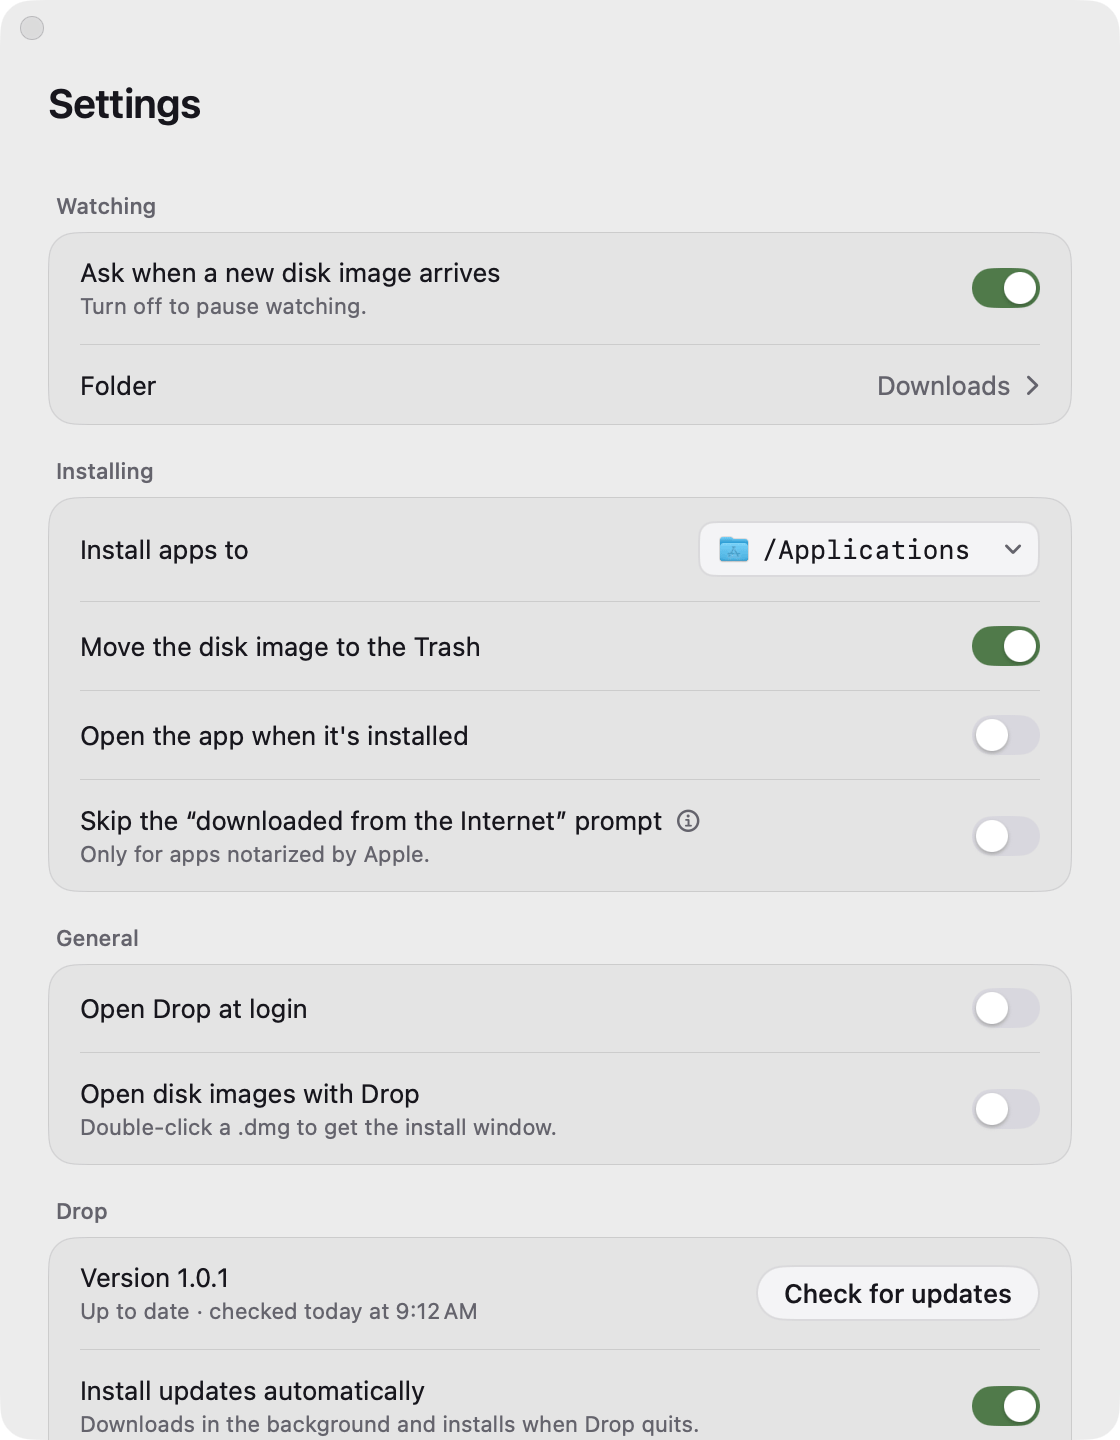 Settings
Watching
Ask when a new disk image arrives
Turn off to pause watching.
Folder
Downloads
Installing
Install apps to
/Applications
Move the disk image to the Trash
Open the app when it's installed
Skip the “downloaded from the Internet” prompt
Only for apps notarized by Apple.
General
Open Drop at login
Open disk images with Drop
Double-click a .dmg to get the install window.
Drop
Version 1.0.1
Up to date · checked today at 9:12 AM
Check for updates
Install updates automatically
Downloads in the background and installs when Drop quits.